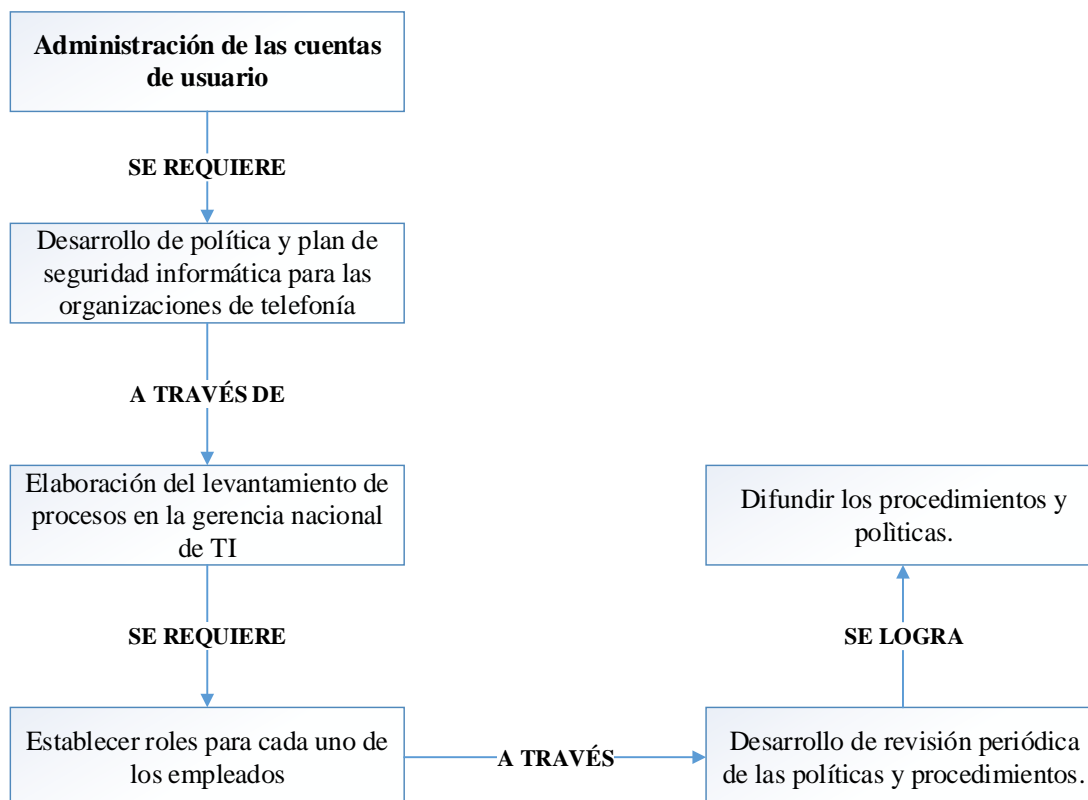 Administración de las cuentas
de usuario
SE REQUIERE
Desarrollo de política y plan de
seguridad informática para las
organizaciones de telefonía
A TRAVÉS DE
Elaboración del levantamiento de
procesos en la gerencia nacional
de TI
SE REQUIERE
Establecer roles para cada uno de
los empleados
A TRAVÉS
Desarrollo de revisión periódica
de las políticas y procedimientos.
SE LOGRA
Difundir los procedimientos y
polìticas.